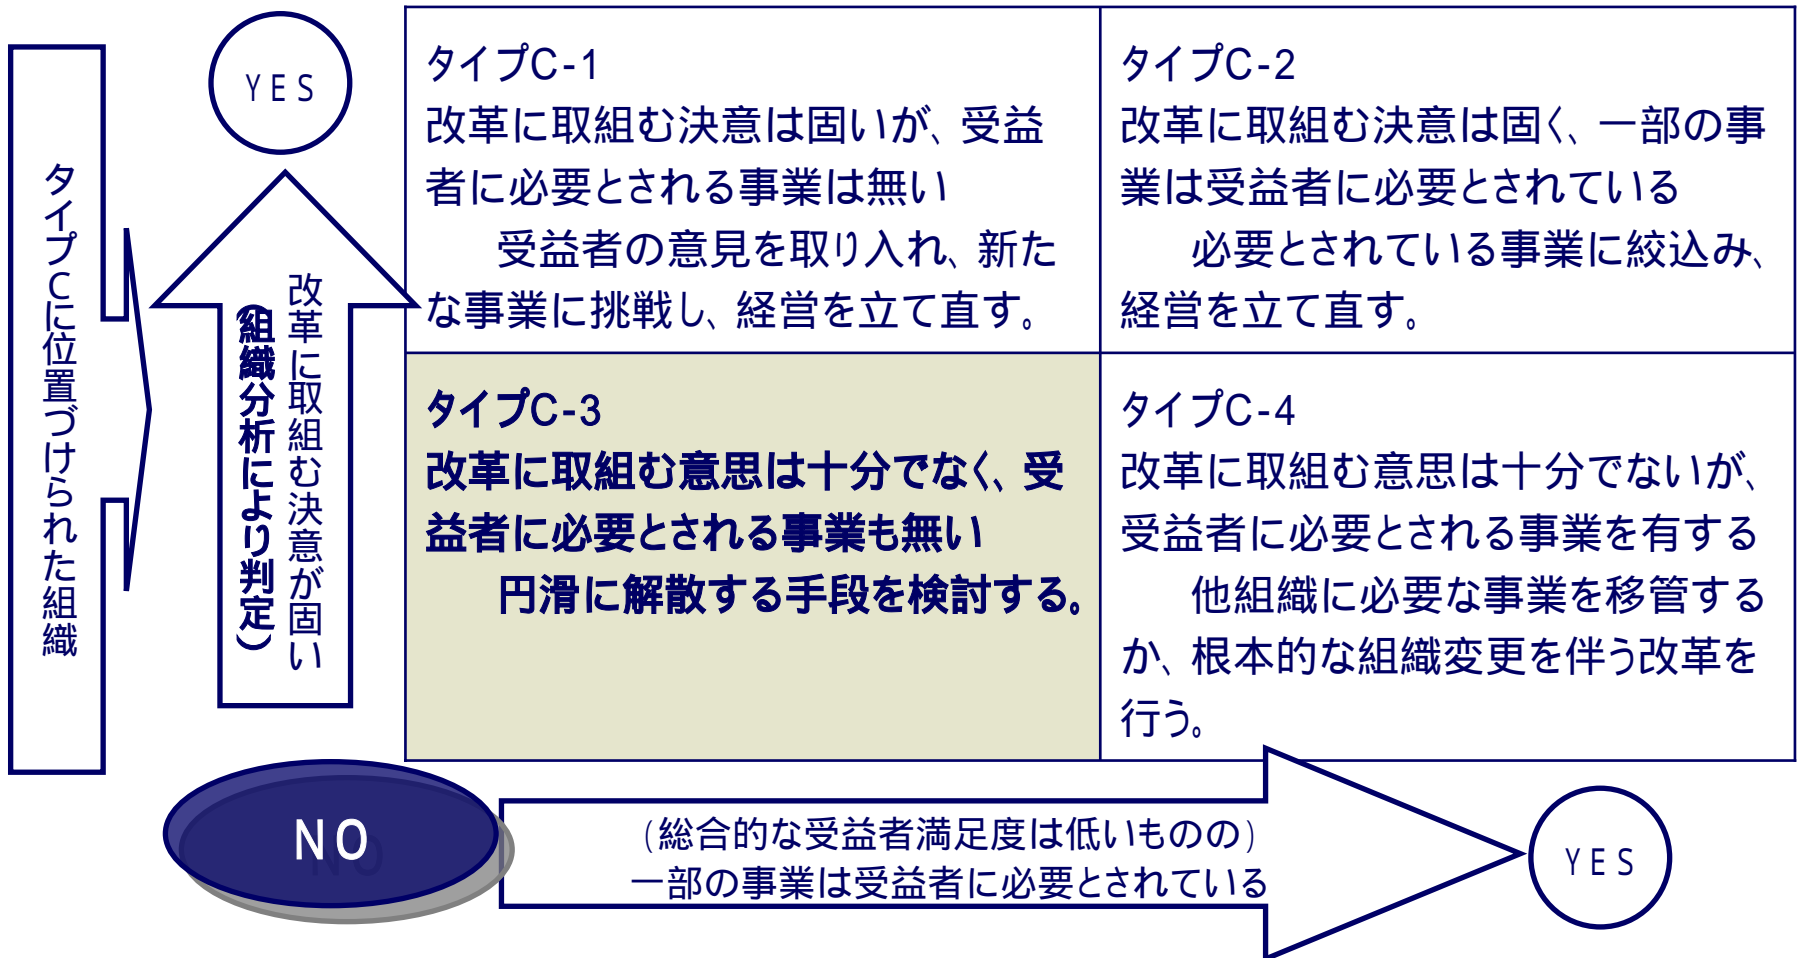 タイプCに位置づけられた組織
YES
改革に取組む決意が固い
(組織分析により判定)
タイプC-1
改革に取組む決意は固いが、受益
者に必要とされる事業は無い
受益者の意見を取り入れ、新た
な事業に挑戦し、経営を立て直す。
タイプC-2
改革に取組む決意は固く、一部の事
業は受益者に必要とされている
必要とされている事業に絞込み、
経営を立て直す。
タイプC-3
改革に取組む意思は十分でなく、受
益者に必要とされる事業も無い
円滑に解散する手段を検討する。
タイプC-4
改革に取組む意思は十分でないが、
受益者に必要とされる事業を有する
他組織に必要な事業を移管する
か、根本的な組織変更を伴う改革を
行う。
NO
(総合的な受益者満足度は低いものの)
一部の事業は受益者に必要とされている
YES